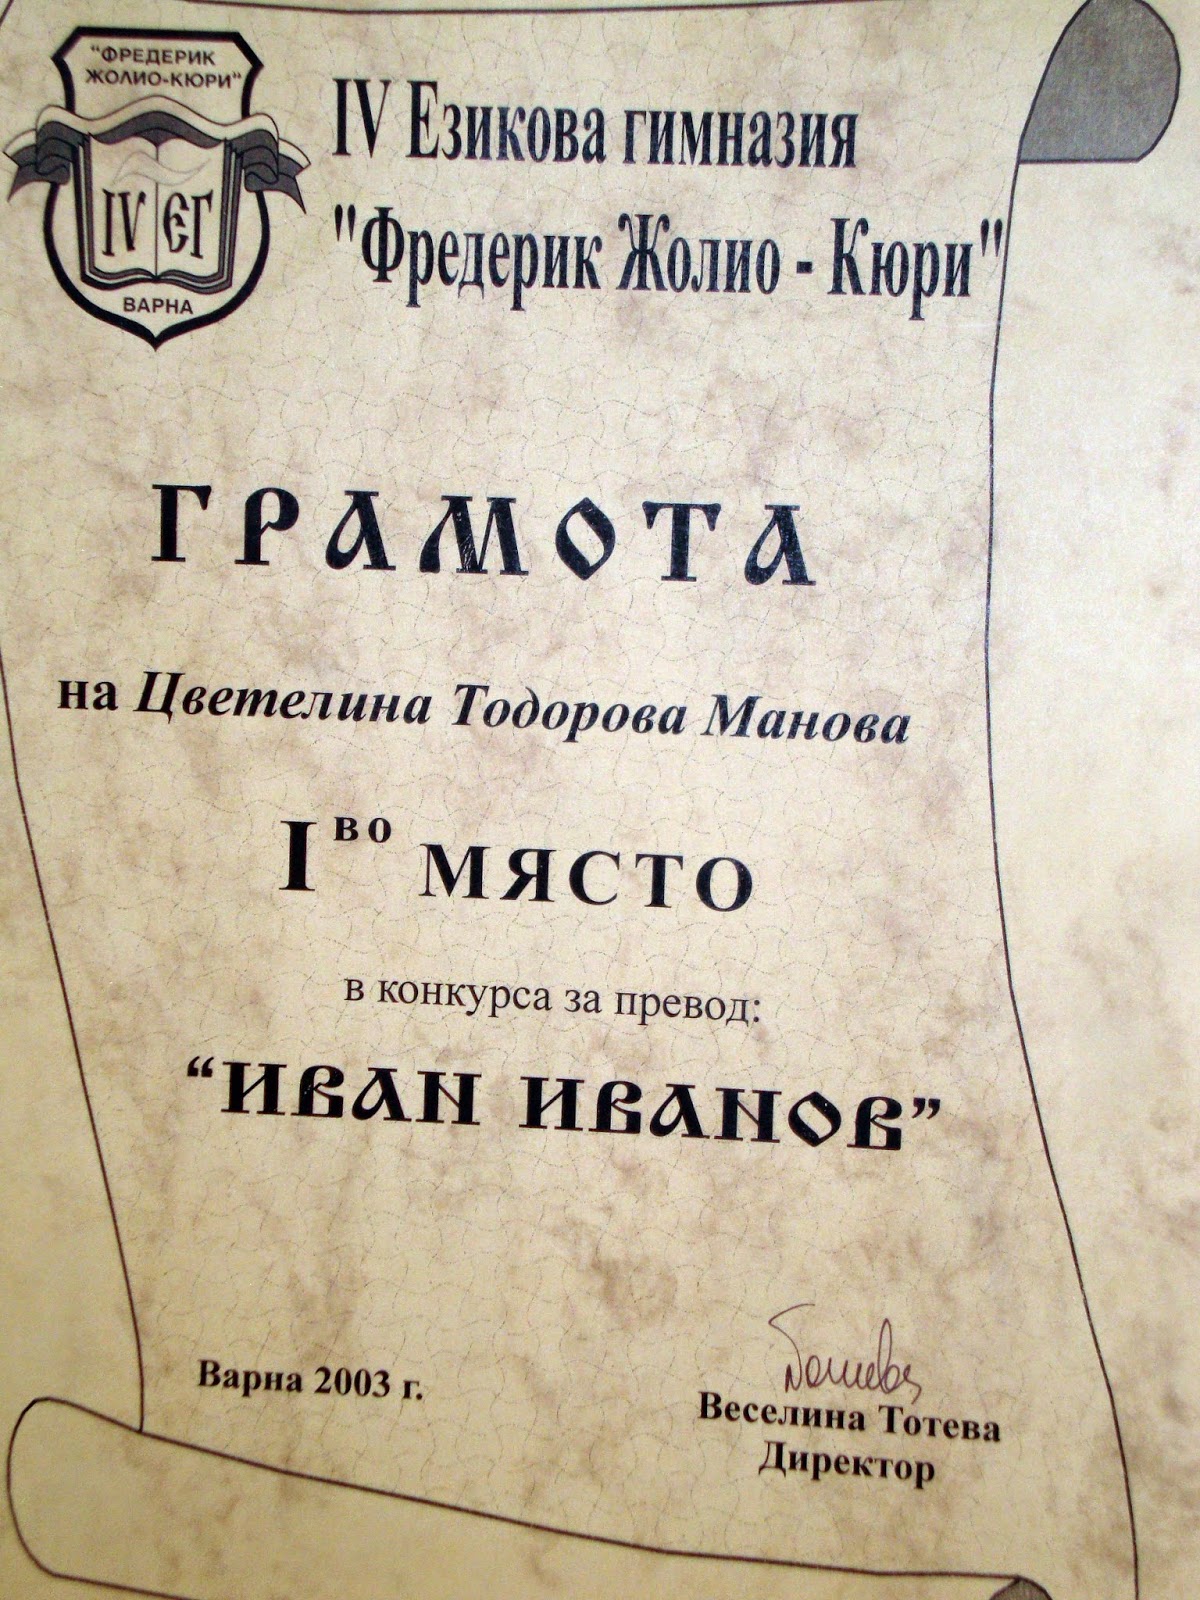 "ФРЕДЕРИК
ЖОЛИО-КЮРИ"
IV ЕГ
ВАРНА
IV Езикова гимназия
"Фредерик Жолио - Кюри"
ГРАМОТА
на Цветелина Тодорова Манова
I во МЯСТО
в конкурса за превод:
“ИВАН ИВАНОВ”
Варна 2003 г.
Веселина Тотева
Директор